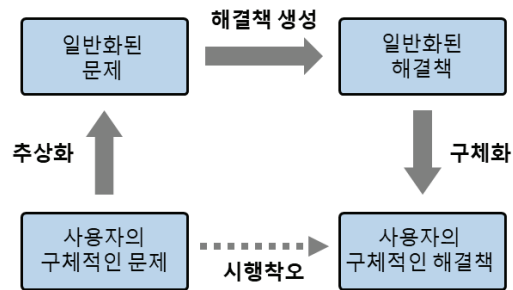 해결책 생성
일반화된
문제
일반화된
해결책
추상화
구체화
사용자의
구체적인 문제
사용자의
구체적인 해결책
시행착오